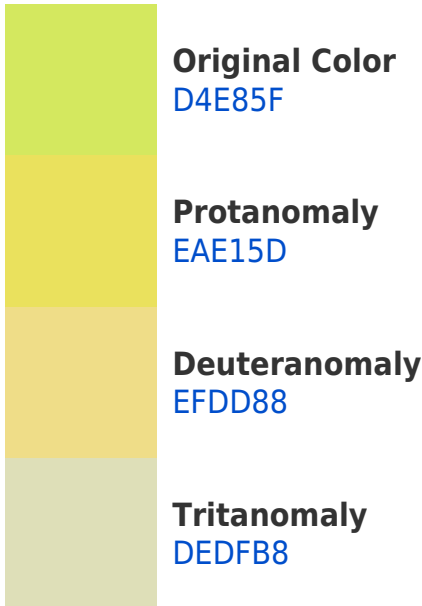 Original Color
D4E85F
Protanomaly
EAE15D
Deuteranomaly
EFDD88
Tritanomaly
DEDFB8